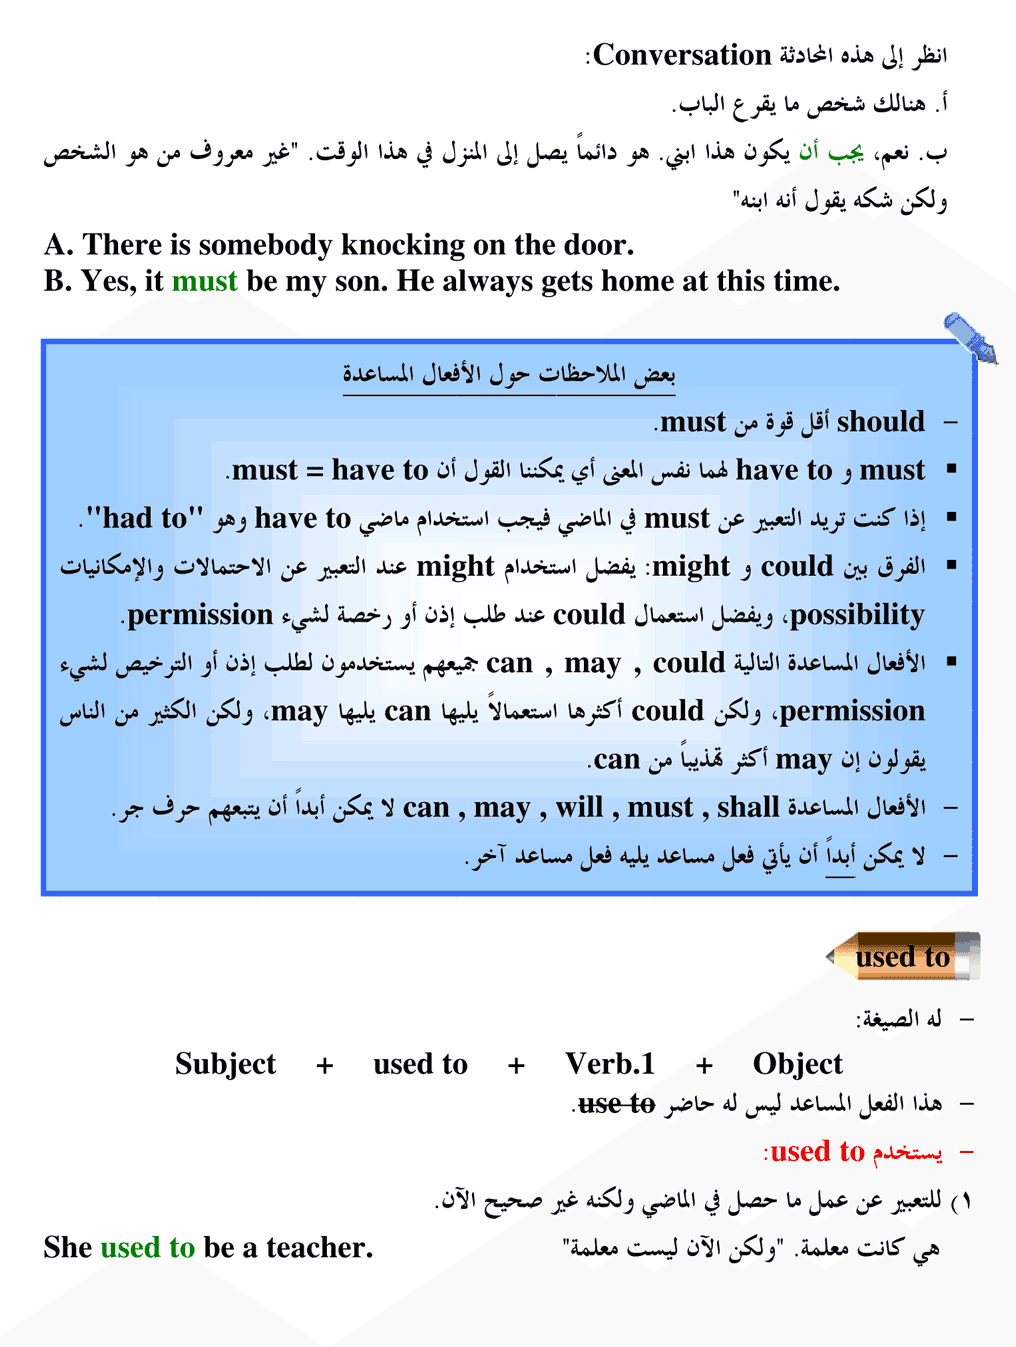 انظر إلى هذه المحادثة Conversation:
أ. هنالك شخص ما يقرع الباب.
ب. نعم، يجب أن يكون هذا ابني. هو دائماً يصل إلى المنزل في هذا الوقت. "غير معروف من هو الشخص
ولكن شكه يقول أنه ابنه"
A. There is somebody knocking on the door.
B. Yes, it must be my son. He always gets home at this time.
بعض الملاحظات حول الأفعال المساعدة
– should أقل قوة من must.
▪ must و have to لهما نفس المعنى أي يمكننا القول أن must = have to.
▪ إذا كنت تريد التعبير عن must في الماضي فيجب استخدام ماضي have to وهو "had to".
▪ الفرق بين could و might: يفضل استخدام might عند التعبير عن الاحتمالات والإمكانيات
possibility، ويفضل استعمال could عند طلب إذن أو رخصة لشيء permission.
▪ الأفعال المساعدة التالية can , may , could جميعهم يستخدمون لطلب إذن أو الترخيص لشيء
permission، ولكن could أكثرها استعمالاً يليها can يليها may، ولكن الكثير من الناس
يقولون إن may أكثر تهذيباً من can.
– الأفعال المساعدة can , may , will , must , shall لا يمكن أبداً أن يتبعهم حرف جر.
– لا يمكن أبداً أن يأتي فعل مساعد يليه فعل مساعد آخر.
used to
– له الصيغة:
Subject + used to + Verb.1 + Object
– هذا الفعل المساعد ليس له حاضر use to.
– يستخدم used to:
١) للتعبير عن عمل ما حصل في الماضي ولكنه غير صحيح الآن.
هي كانت معلمة. "ولكن الآن ليست معلمة" She used to be a teacher.